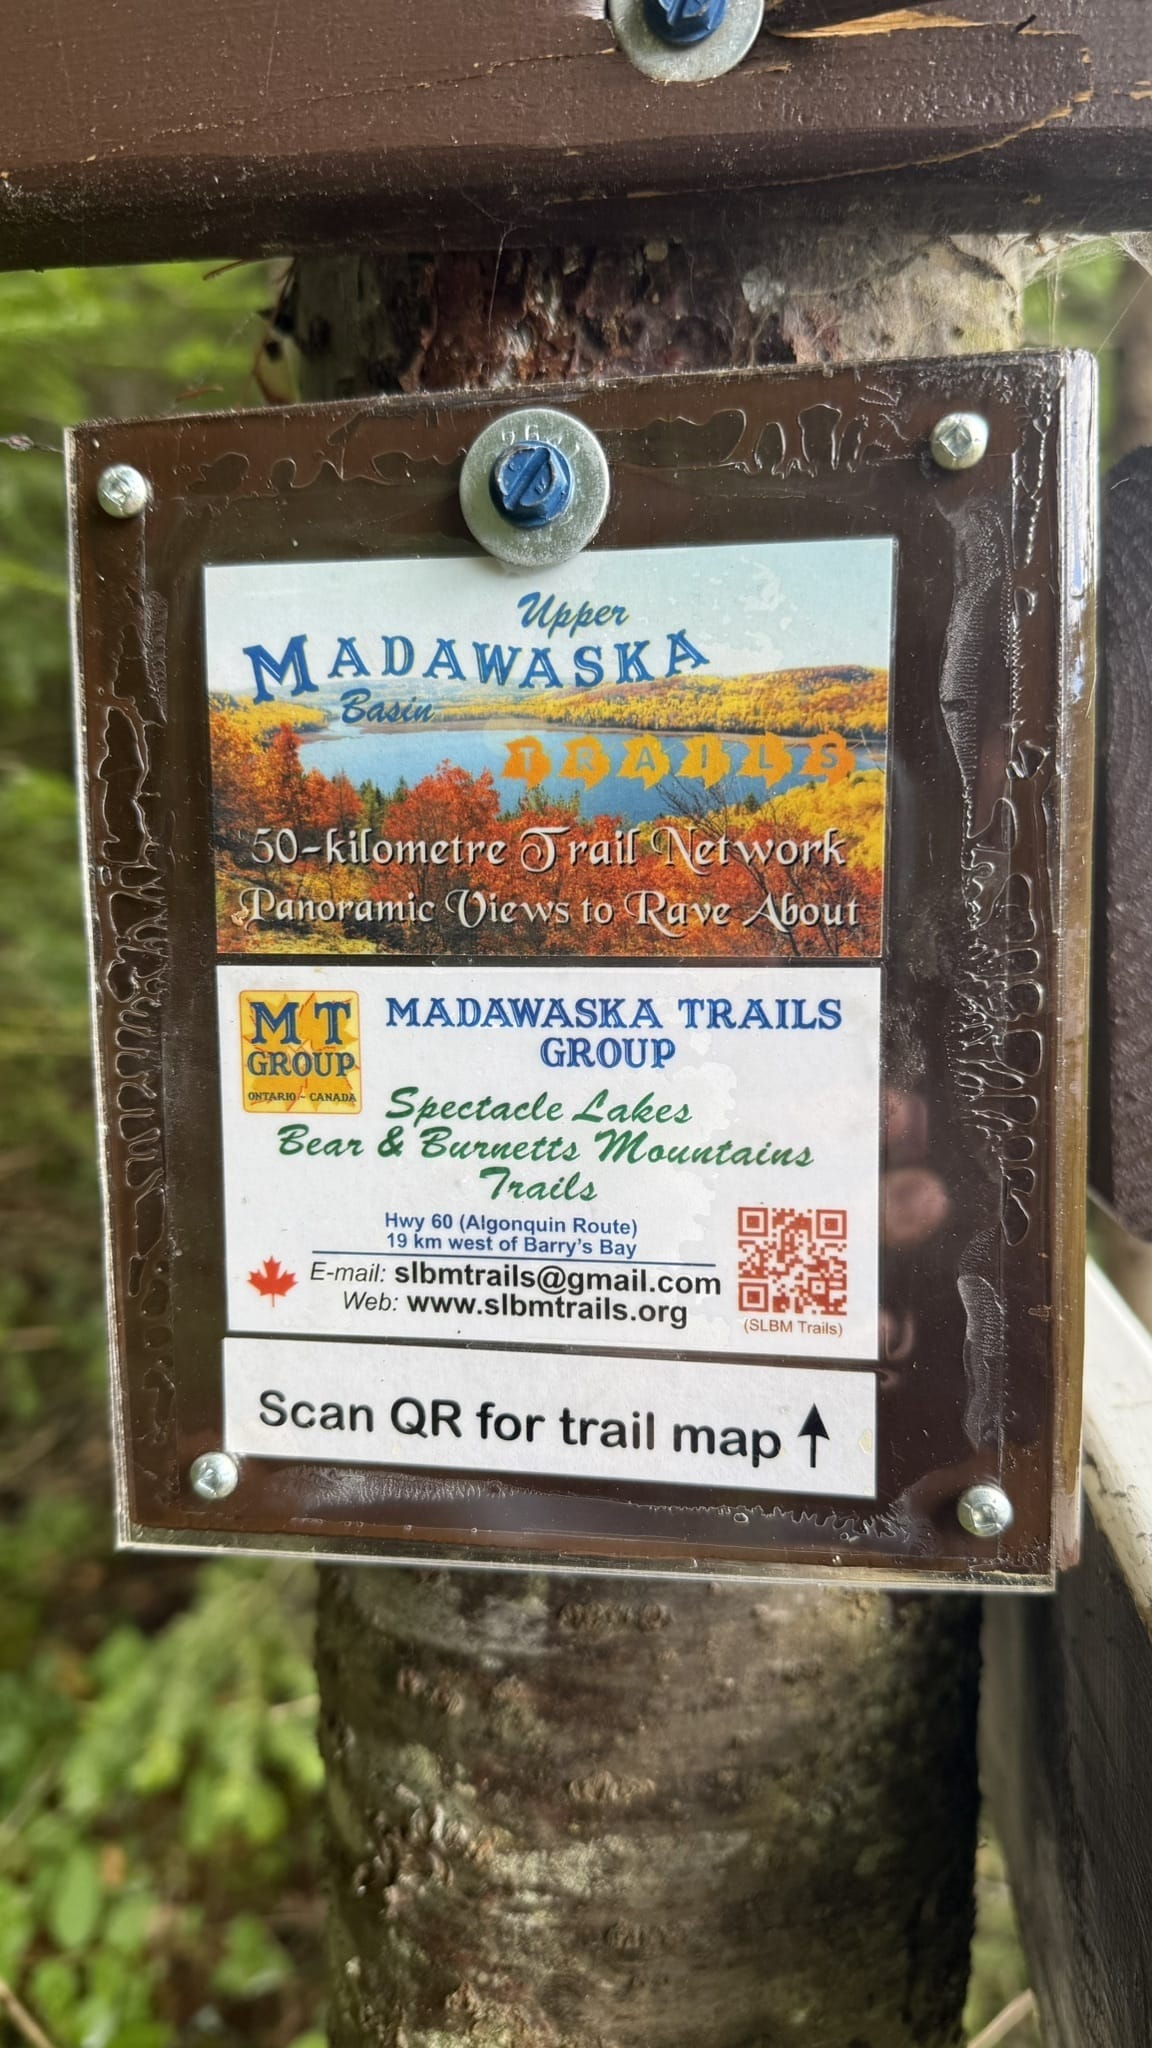 Upper
MADAWASKA
Basin
TRAILS
50-kilometre Trail Network
Panoramic Views to Rave About
MT
GROUP
ONTARIO ~ CANADA
MADAWASKA TRAILS
GROUP
Spectacle Lakes
Bear & Burnetts Mountains
Trails
Hwy 60 (Algonquin Route)
19 km west of Barry's Bay
E-mail: slbmtrails@gmail.com
Web: www.slbmtrails.org
(SLBM Trails)
Scan QR for trail map